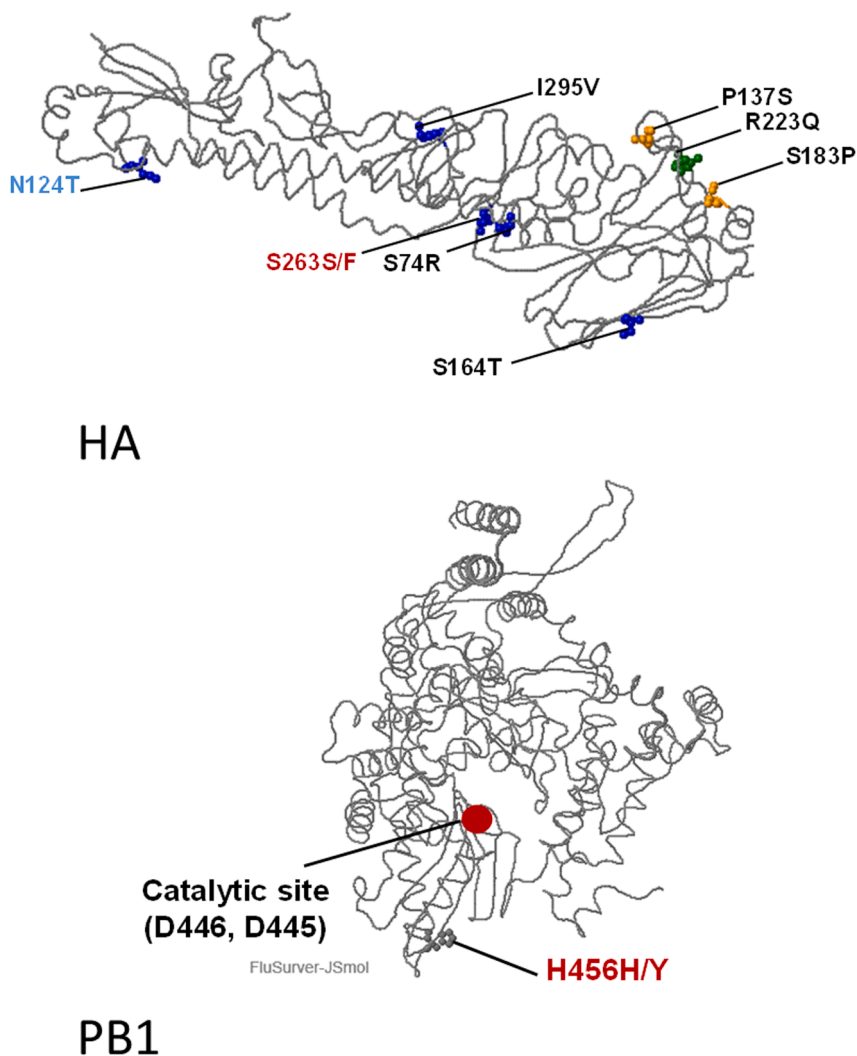 I295V
P137S
R223Q
S183P
N124T
S263S/F
S74R
S164T
HA
Catalytic site
(D446, D445)
FluSurver-JSmol
H456H/Y
PB1